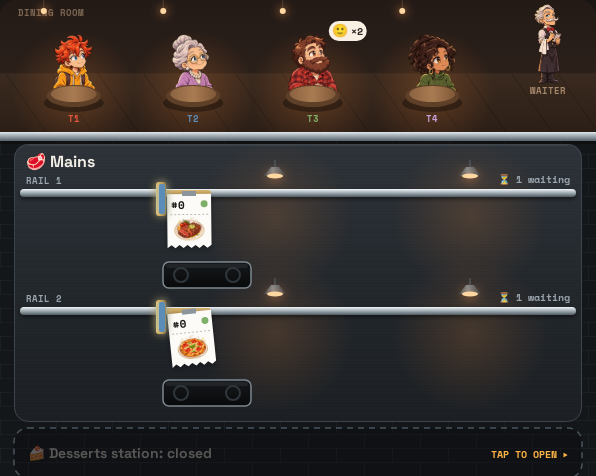 DINING ROOM
×2
T1
T2
T3
T4
WAITER
Mains
RAIL 1
1 waiting
#0
RAIL 2
1 waiting
#0
Desserts station: closed
TAP TO OPEN ▸